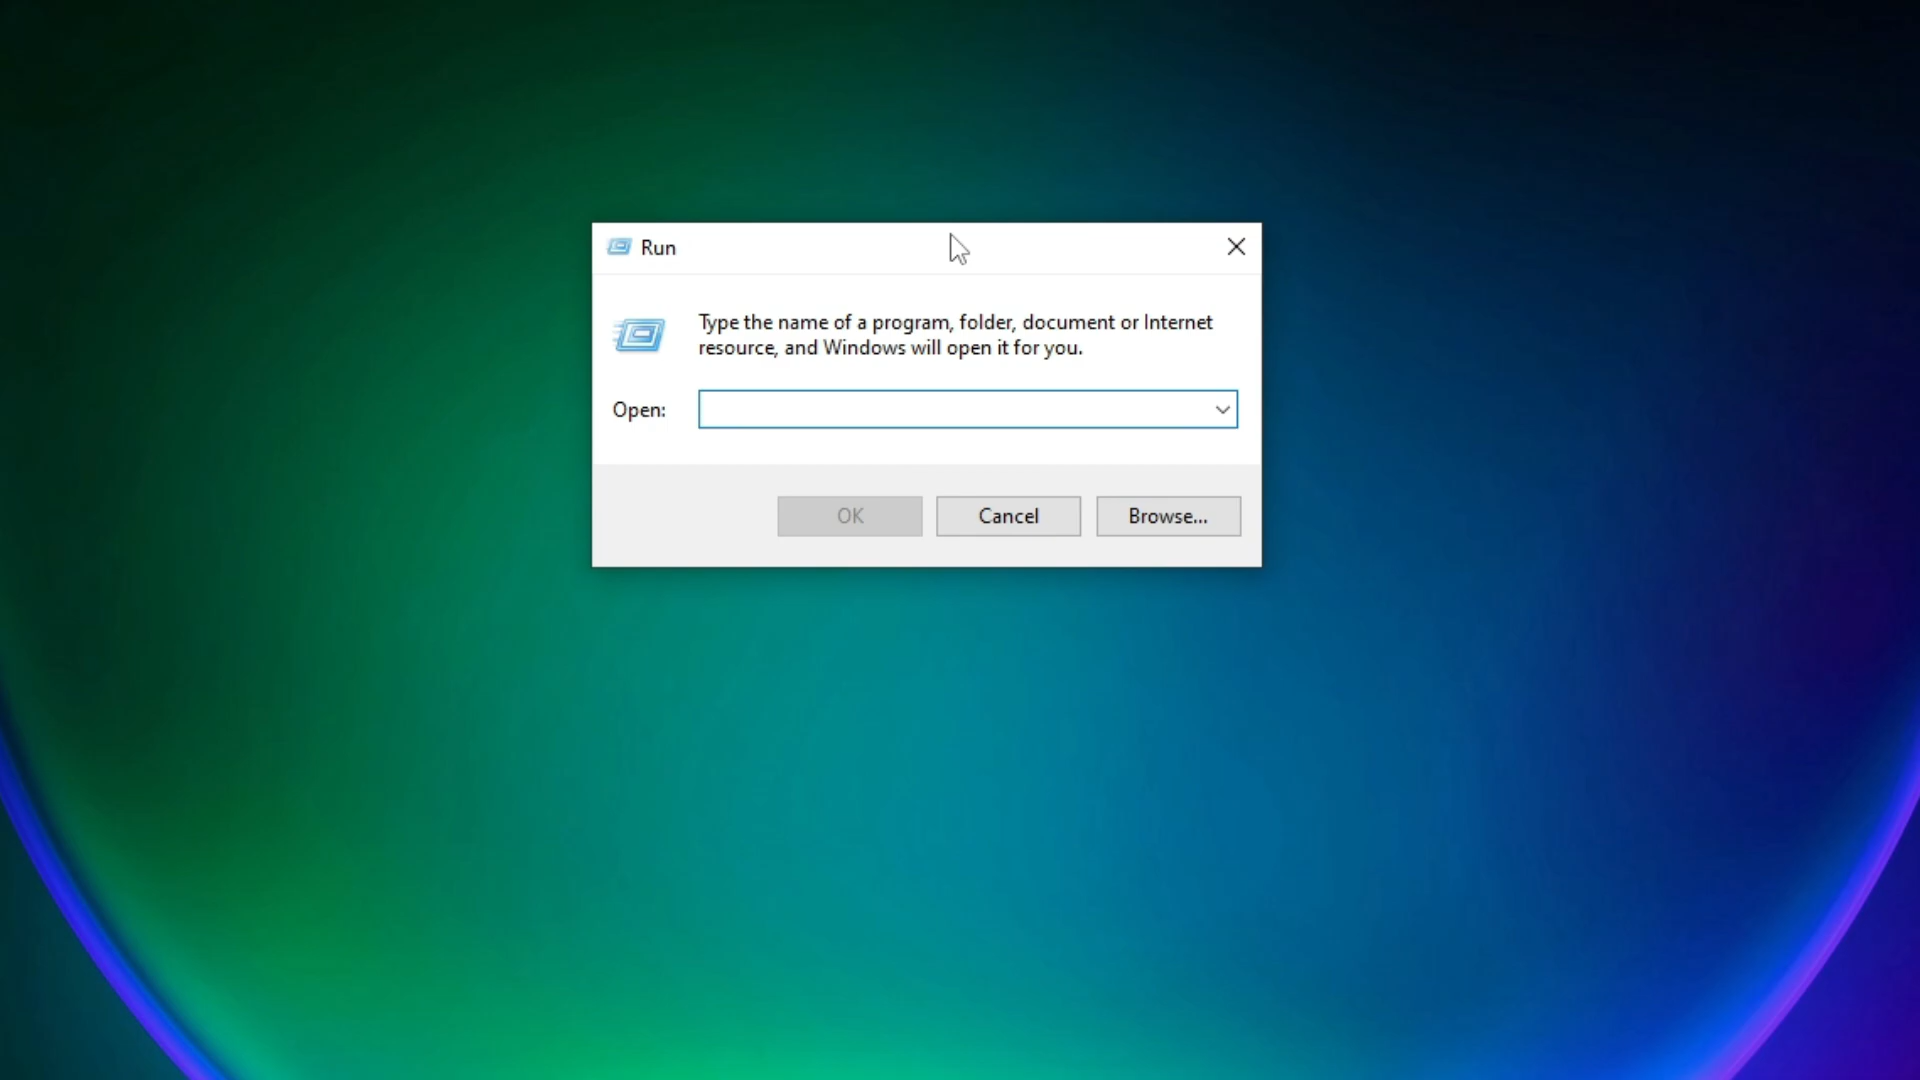 Run
Type the name of a program, folder, document or Internet
resource, and Windows will open it for you.
Open:
OK
Cancel
Browse...